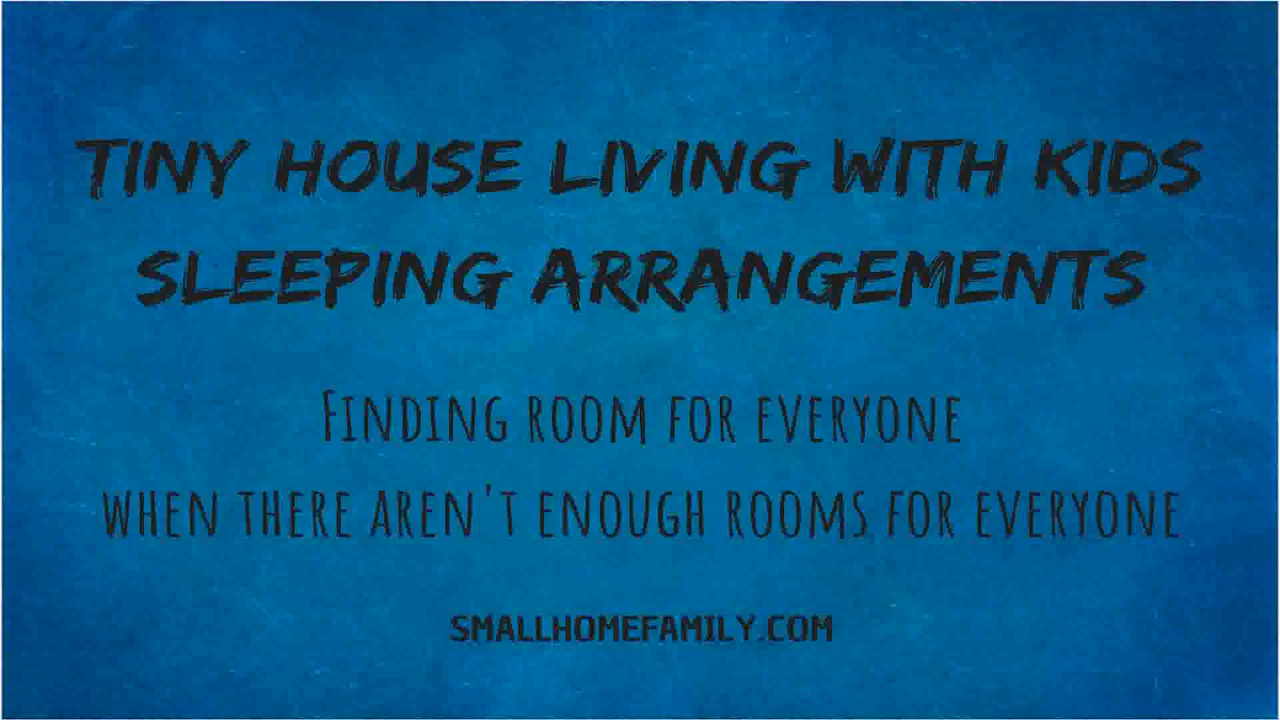 TINY HOUSE LIVING WITH KIDS
SLEEPING ARRANGEMENTS
FINDING ROOM FOR EVERYONE
WHEN THERE AREN'T ENOUGH ROOMS FOR EVERYONE
SMALLHOMEFAMILY.COM